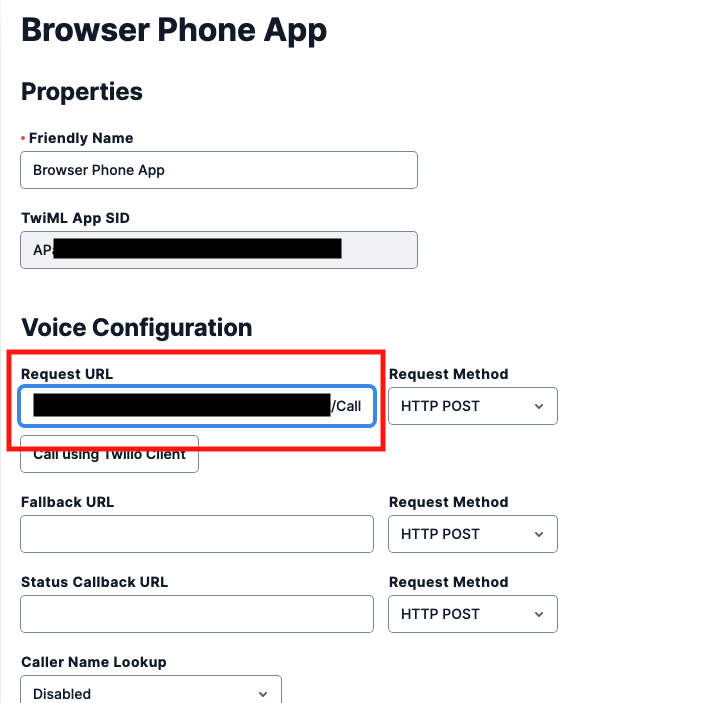 Browser Phone App
Properties
• Friendly Name
Browser Phone App
TwiML App SID
AP
Voice Configuration
Request URL
Request Method
/Call
HTTP POST
Call using Twilio Client
Fallback URL
Request Method
HTTP POST
Status Callback URL
Request Method
HTTP POST
Caller Name Lookup
Disabled